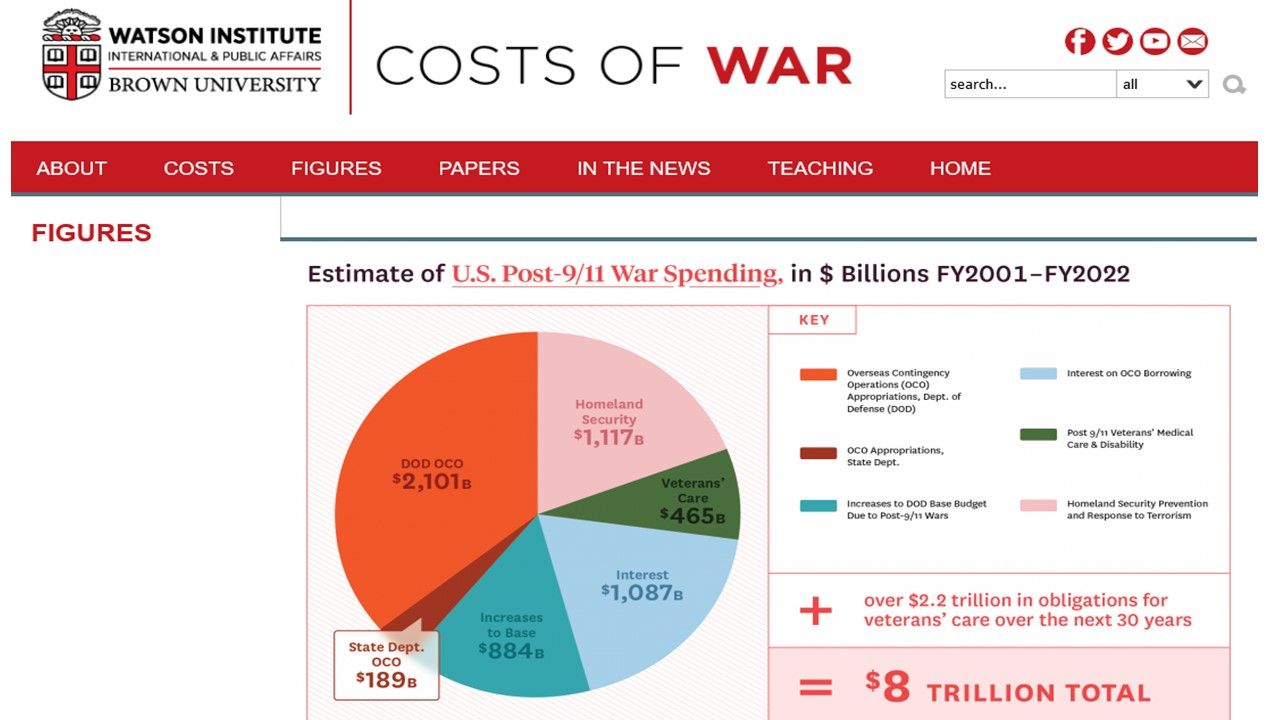 WATSON INSTITUTE
INTERNATIONAL & PUBLIC AFFAIRS
BROWN UNIVERSITY
COSTS OF WAR
search...
all
ABOUT
COSTS
FIGURES
PAPERS
IN THE NEWS
TEACHING
HOME
FIGURES
Estimate of U.S. Post-9/11 War Spending, in $ Billions FY2001–FY2022
Homeland
Security
$1,117B
DOD OCO
$2,101B
Veterans'
Care
$465B
Interest
$1,087B
Increases
to Base
$884B
State Dept.
OCO
$189B
KEY
Overseas Contingency
Operations (OCO)
Appropriations, Dept. of
Defense (DOD)
OCO Appropriations,
State Dept.
Increases to DOD Base Budget
Due to Post-9/11 Wars
Interest on OCO Borrowing
Post 9/11 Veterans' Medical
Care & Disability
Homeland Security Prevention
and Response to Terrorism
+
over $2.2 trillion in obligations for
veterans' care over the next 30 years
=
$8 TRILLION TOTAL